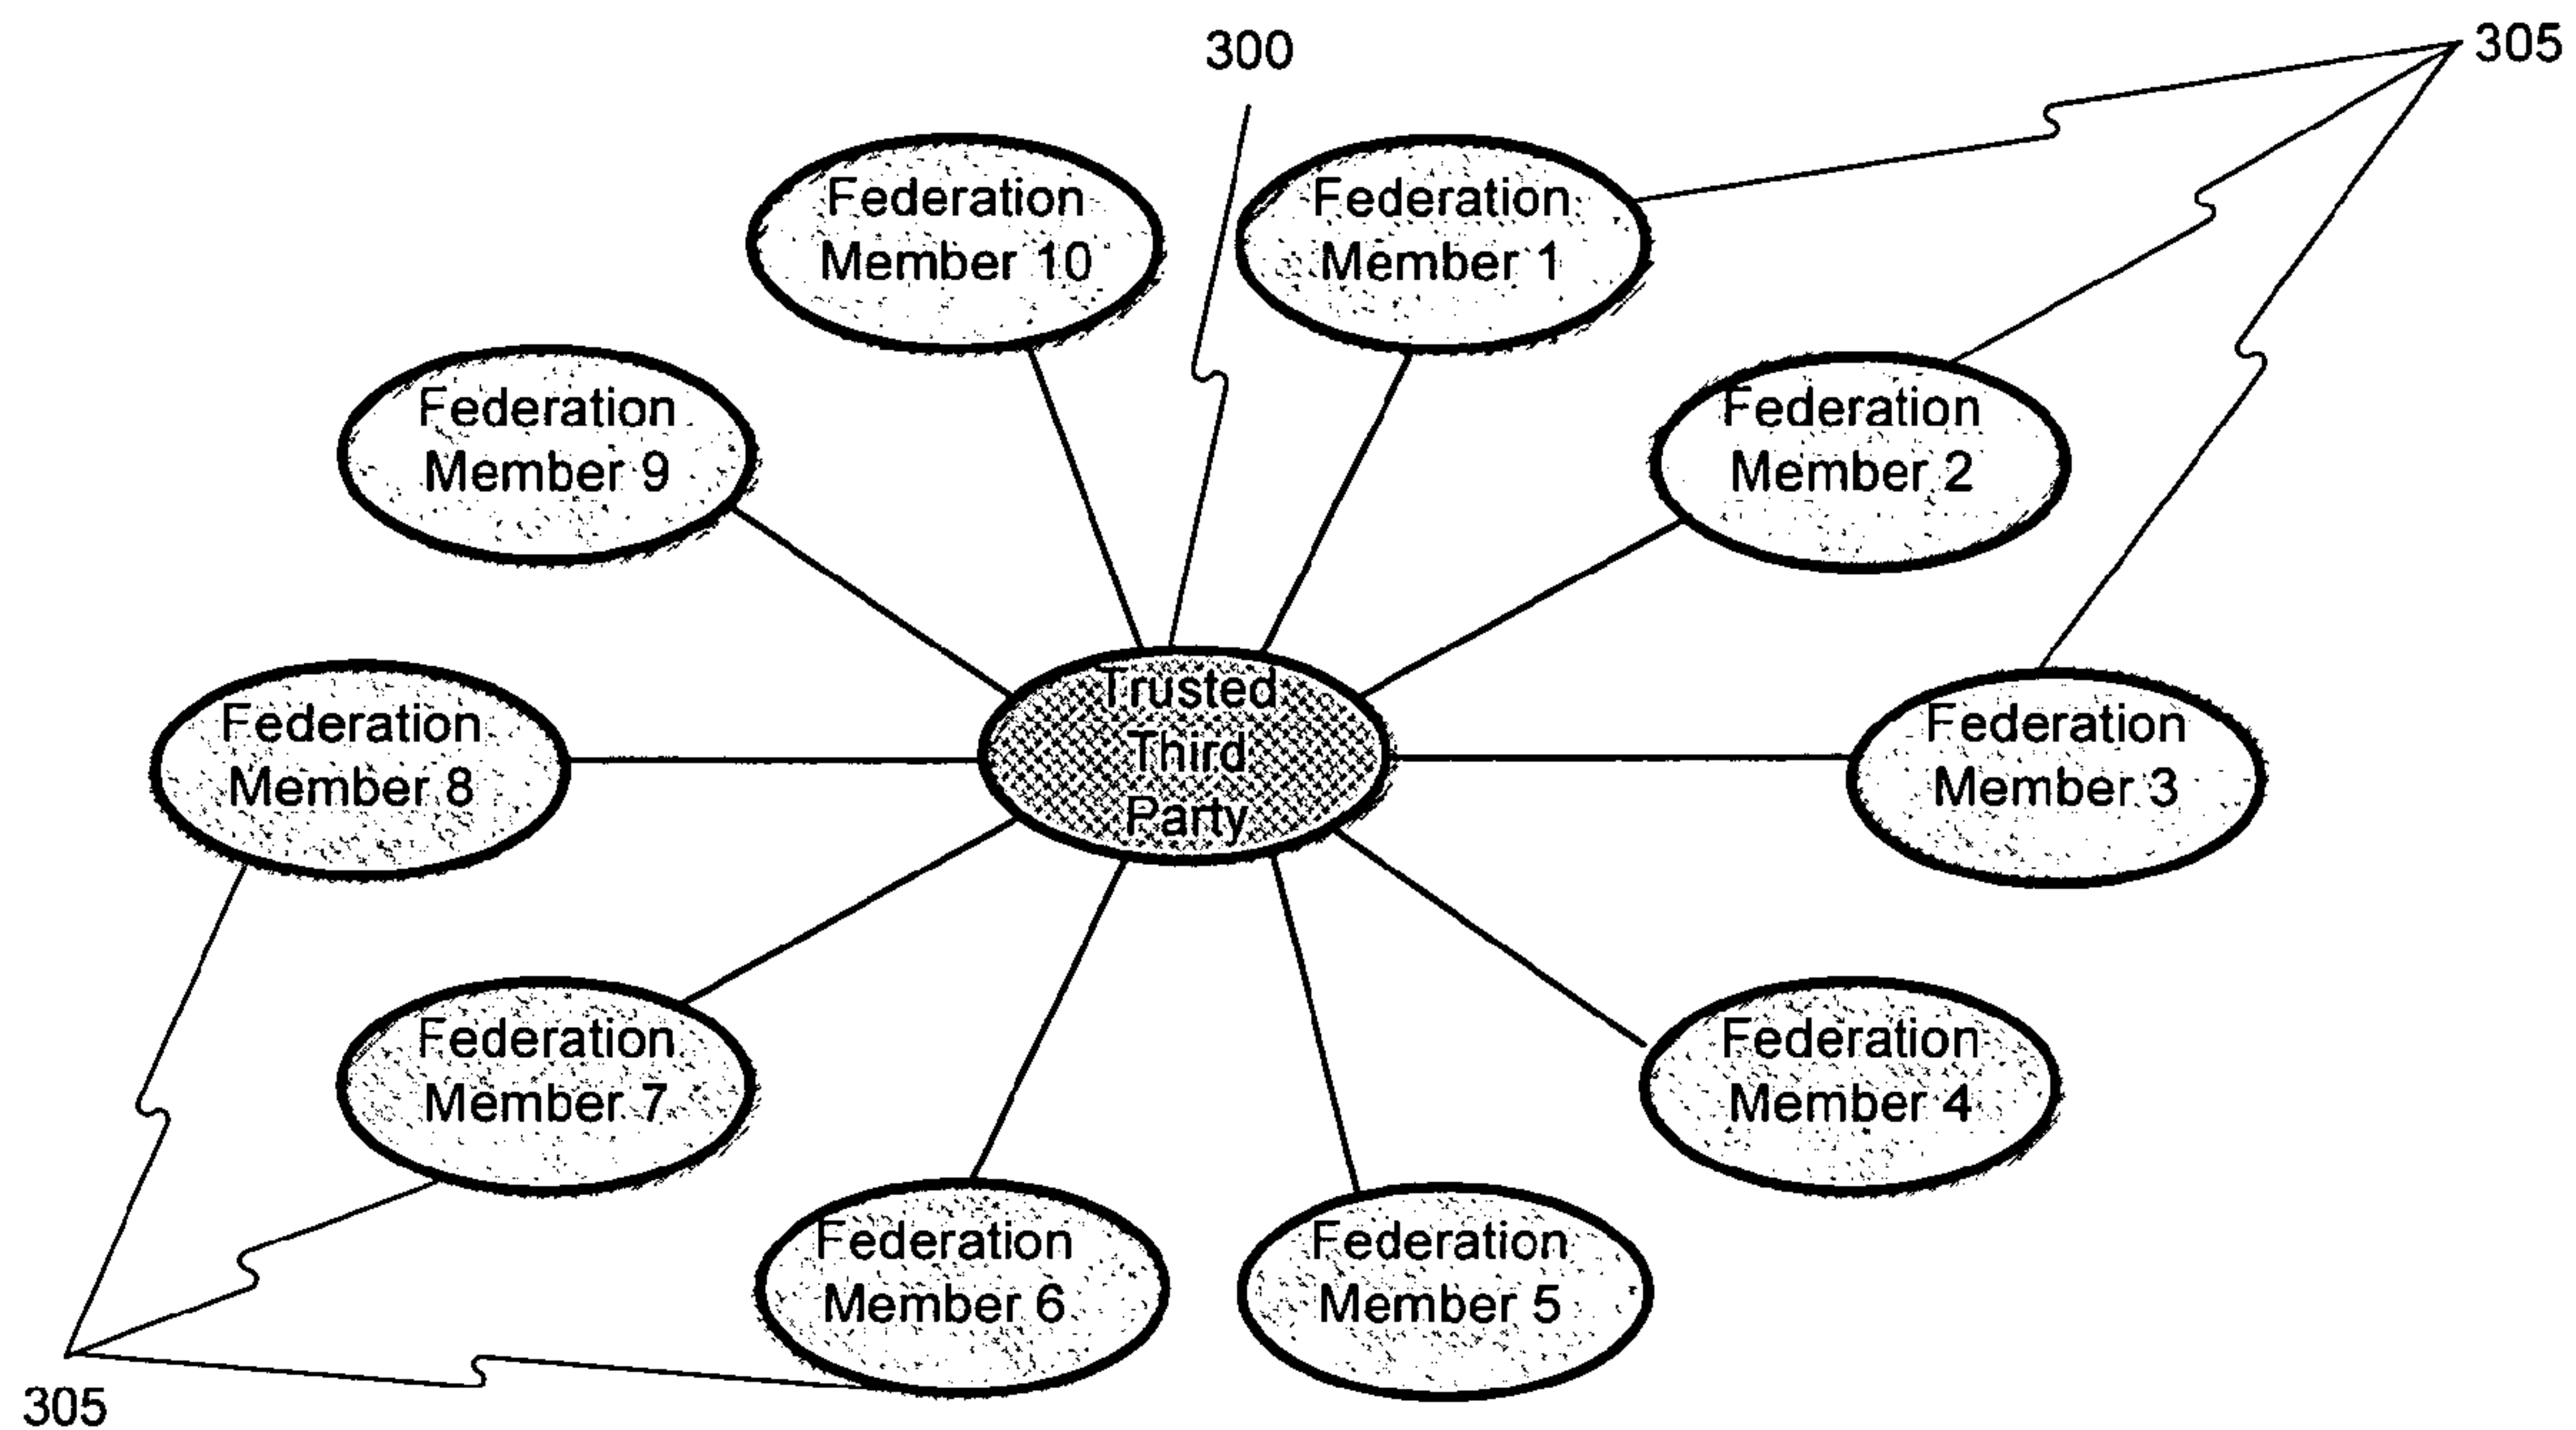 300
305
Federation
Member 10
Federation
Member 1
Federation
Member 9
Federation
Member 2
Trusted
Third
Party
Federation
Member 8
Federation
Member 3
Federation
Member 7
Federation
Member 4
Federation
Member 6
Federation
Member 5
305